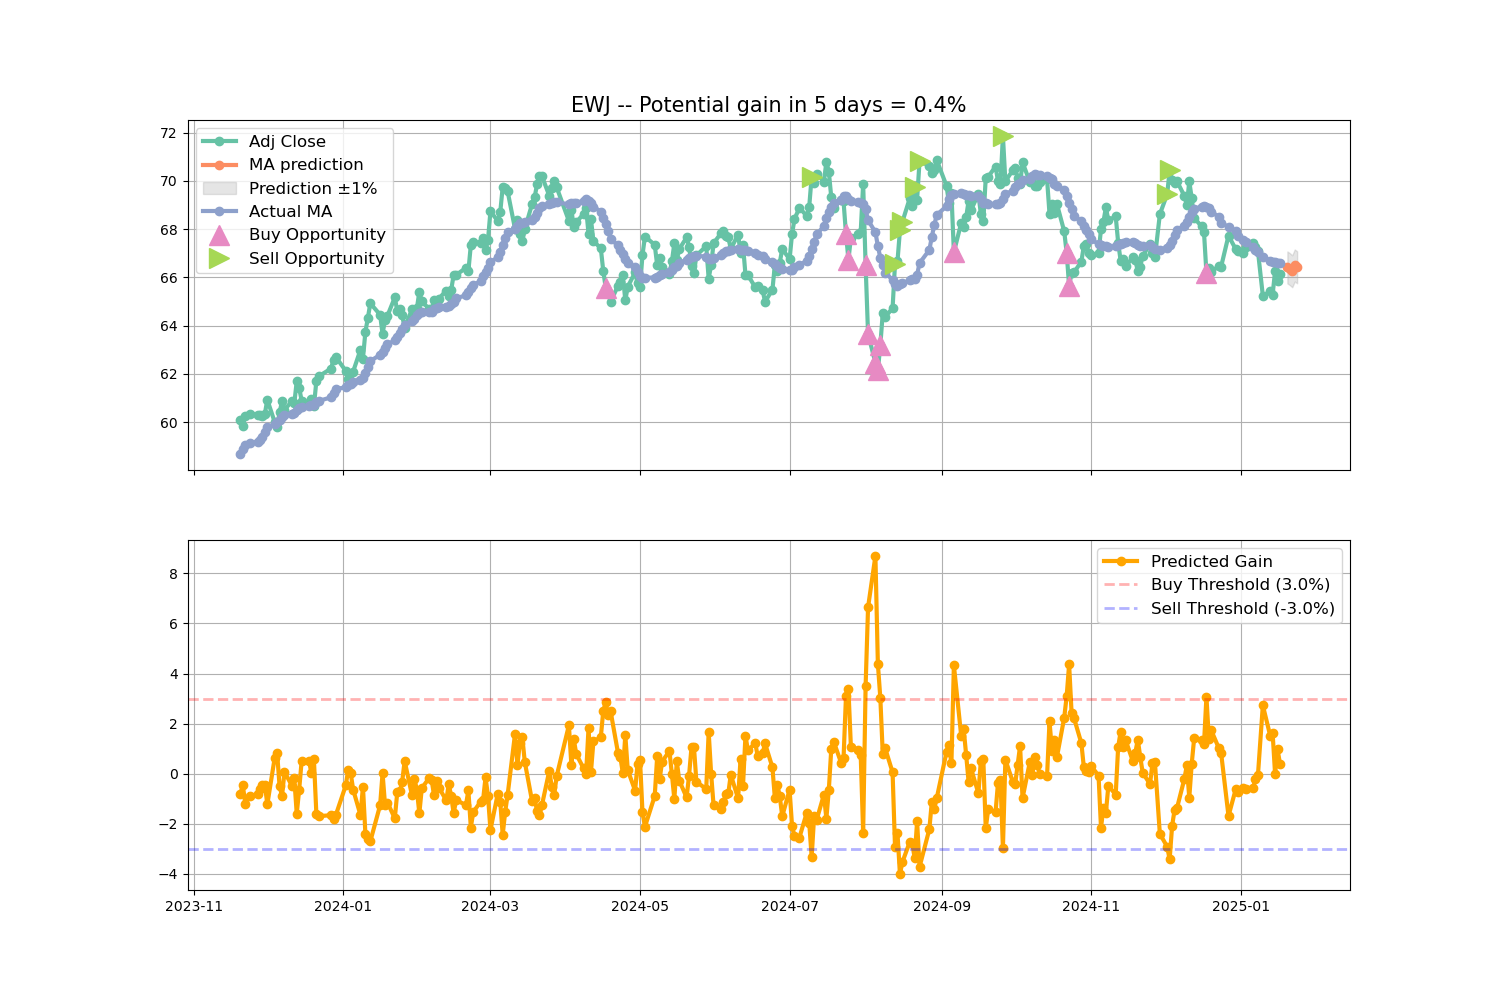 EWJ -- Potential gain in 5 days = 0.4%
72
70
68
66
64
62
60
Adj Close
MA prediction
Prediction ±1%
Actual MA
Buy Opportunity
Sell Opportunity
8
6
4
2
0
−2
−4
Predicted Gain
Buy Threshold (3.0%)
Sell Threshold (-3.0%)
2023-11 2024-01 2024-03 2024-05 2024-07 2024-09 2024-11 2025-01